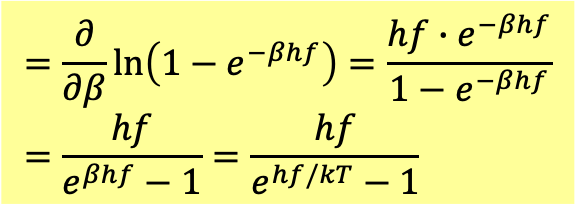 = ∂/∂β ln(1 − e^{−βhf}) = (hf · e^{−βhf})/(1 − e^{−βhf})
= hf/(e^{βhf} − 1) = hf/(e^{hf/kT} − 1)